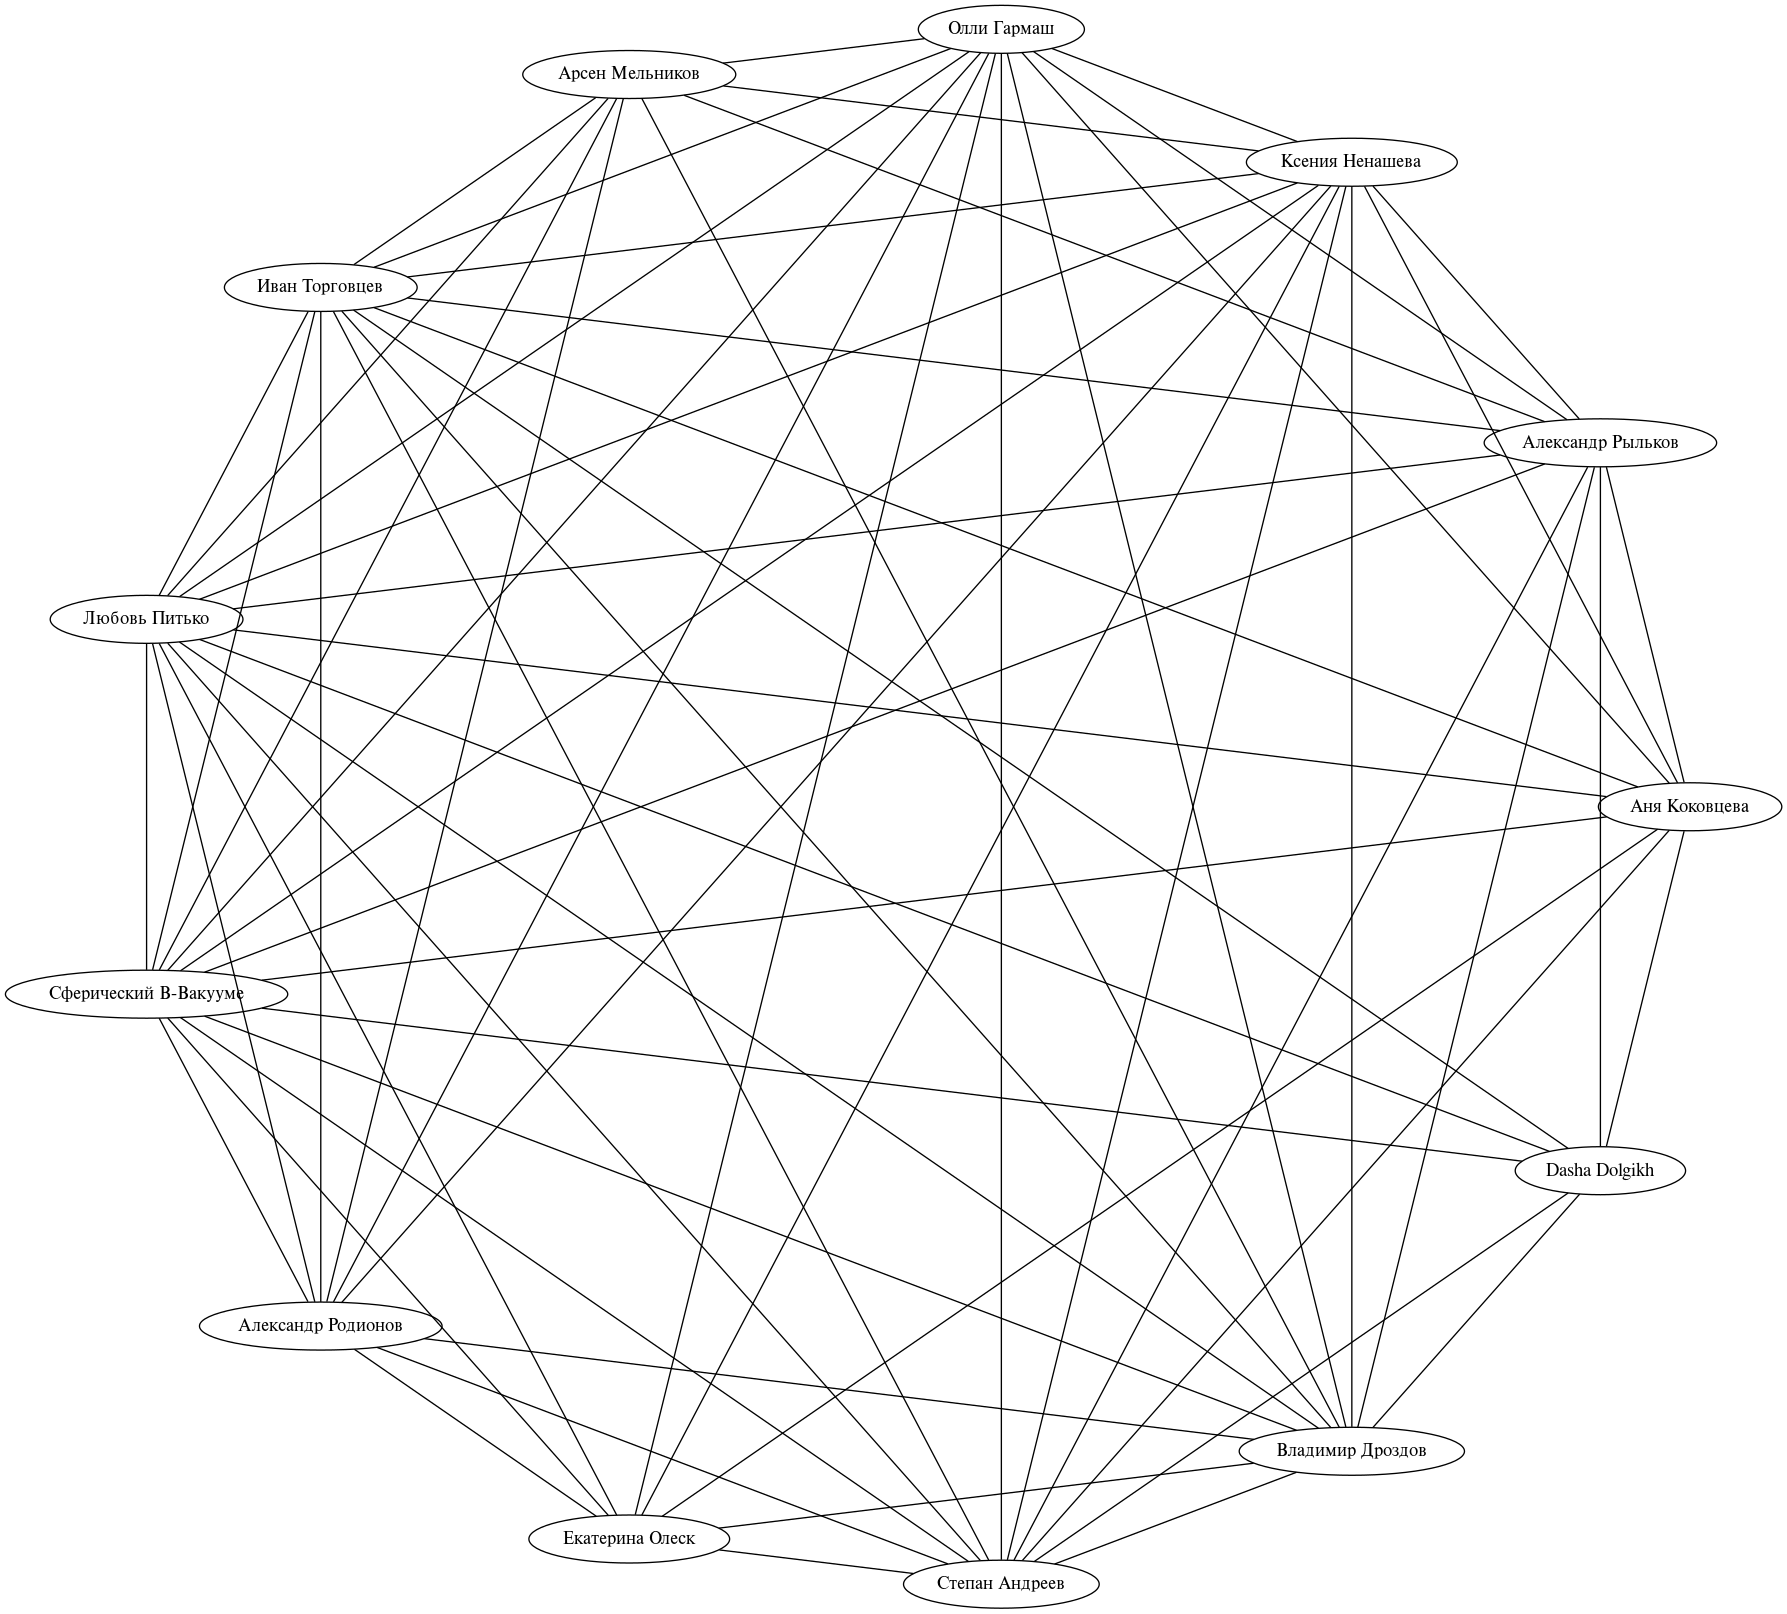 Олли Гармаш
Арсен Мельников
Ксения Ненашева
Иван Торговцев
Александр Рыльков
Любовь Питько
Аня Коковцева
Сферический В-Вакууме
Dasha Dolgikh
Александр Родионов
Владимир Дроздов
Екатерина Олеск
Степан Андреев